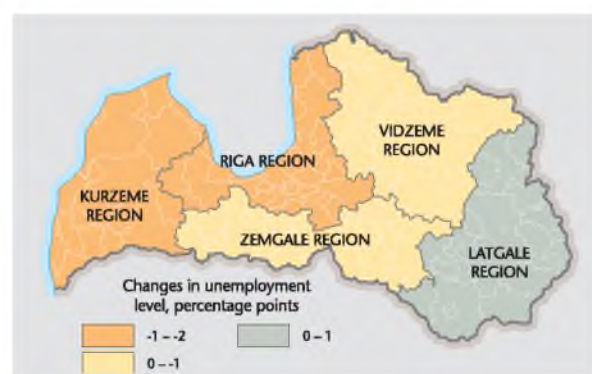 VIDZEME
REGION
RIGA REGION
KURZEME
REGION
ZEMGALE REGION
LATGALE
REGION
Changes in unemployment
level, percentage points
-1 – -2
0 – 1
0 – -1